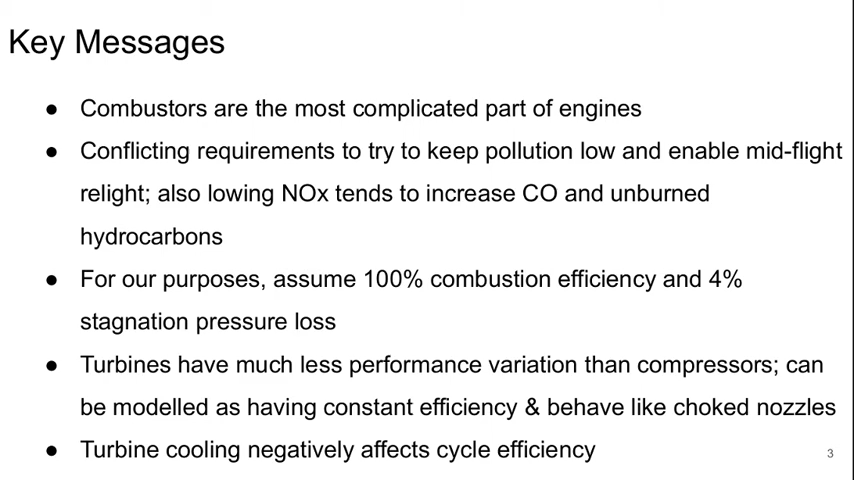 Key Messages
● Combustors are the most complicated part of engines
● Conflicting requirements to try to keep pollution low and enable mid-flight
relight; also lowing NOx tends to increase CO and unburned
hydrocarbons
● For our purposes, assume 100% combustion efficiency and 4%
stagnation pressure loss
● Turbines have much less performance variation than compressors; can
be modelled as having constant efficiency & behave like choked nozzles
● Turbine cooling negatively affects cycle efficiency
3